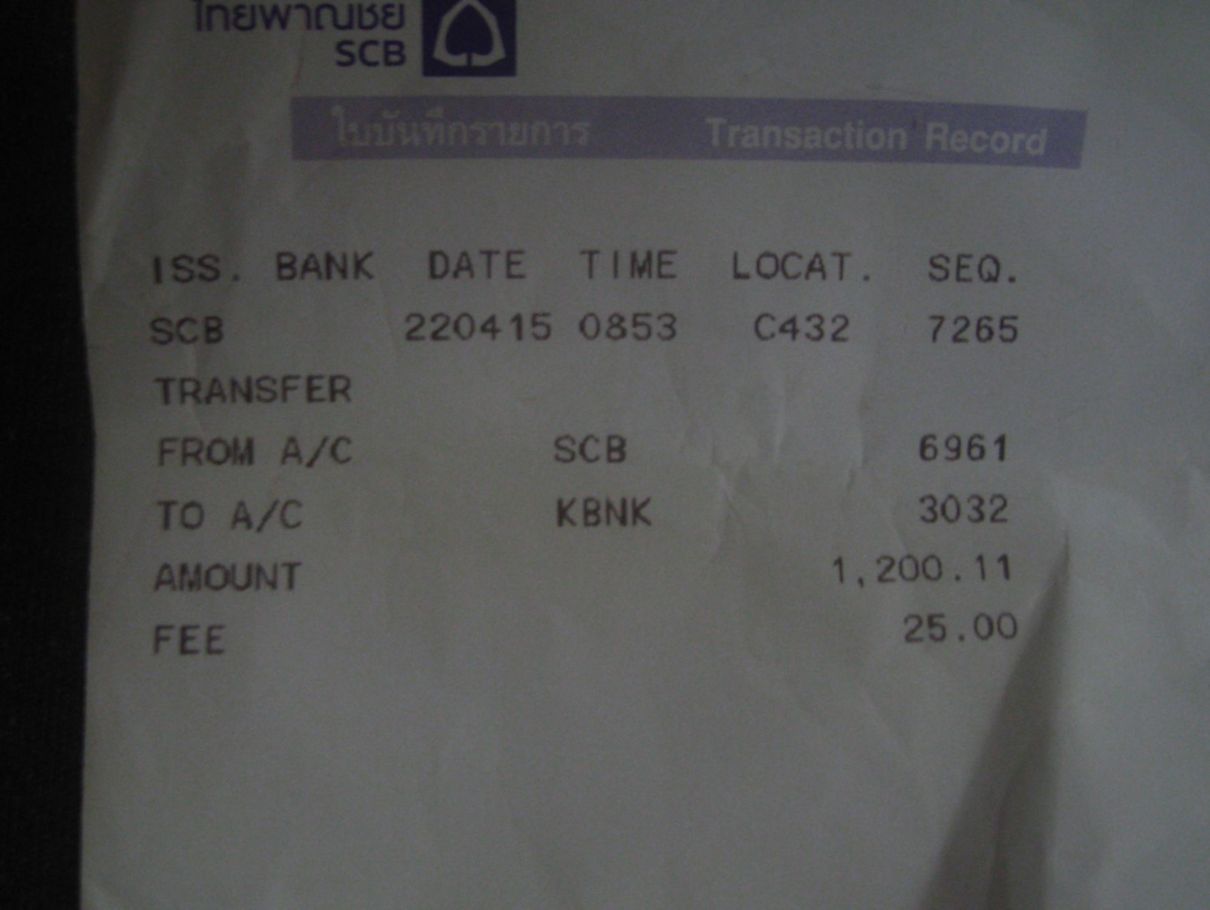 ไทยพาณิชย์
SCB
ใบบันทึกรายการ Transaction Record
ISS. BANK DATE TIME LOCAT. SEQ.
SCB 220415 0853 C432 7265
TRANSFER
FROM A/C SCB 6961
TO A/C KBNK 3032
AMOUNT 1,200.11
FEE 25.00